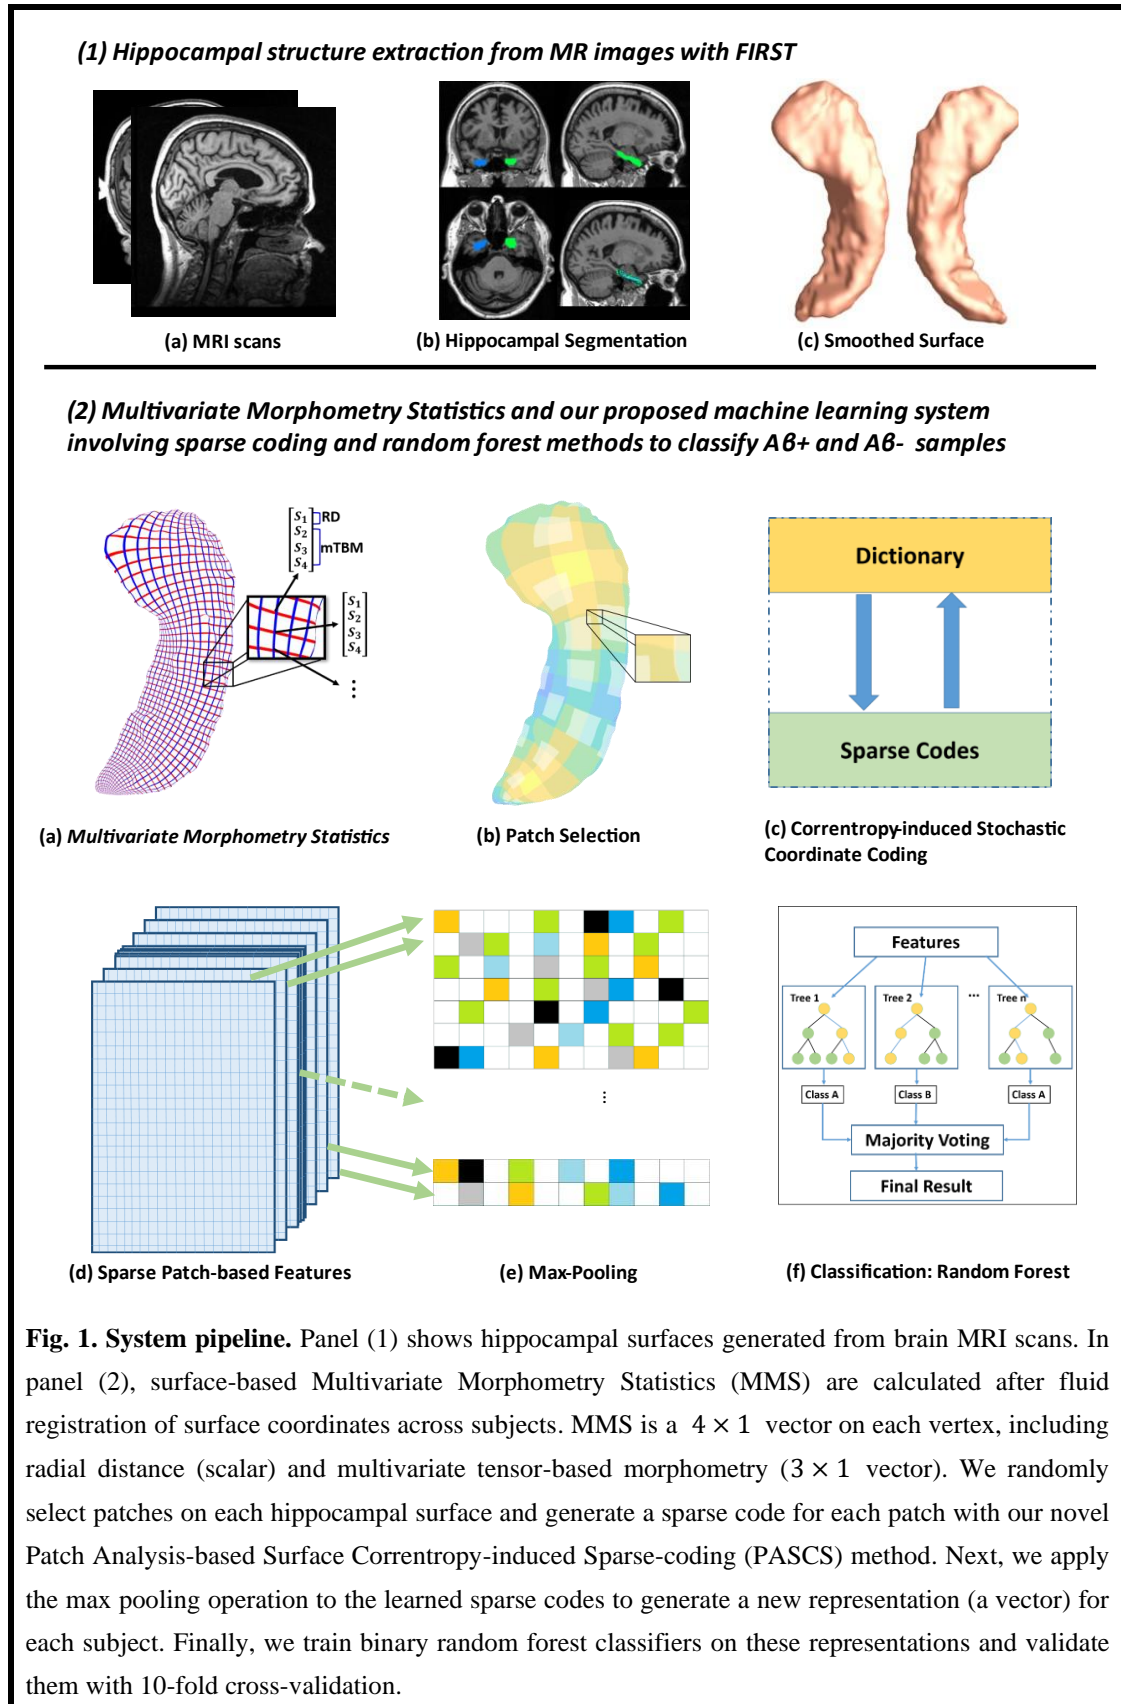 (1) Hippocampal structure extraction from MR images with FIRST
(a) MRI scans
(b) Hippocampal Segmentation
(c) Smoothed Surface
(2) Multivariate Morphometry Statistics and our proposed machine learning system
involving sparse coding and random forest methods to classify Aβ+ and Aβ- samples
S1
S2
S3
S4
RD
mTBM
S1
S2
S3
S4
⋮
Dictionary
Sparse Codes
(a) Multivariate Morphometry Statistics
(b) Patch Selection
(c) Correntropy-induced Stochastic
Coordinate Coding
Features
Tree 1
Tree 2
...
Tree n
Class A
Class B
Class A
Majority Voting
Final Result
⋮
(d) Sparse Patch-based Features
(e) Max-Pooling
(f) Classification: Random Forest
Fig. 1. System pipeline. Panel (1) shows hippocampal surfaces generated from brain MRI scans. In
panel (2), surface-based Multivariate Morphometry Statistics (MMS) are calculated after fluid
registration of surface coordinates across subjects. MMS is a 4 × 1 vector on each vertex, including
radial distance (scalar) and multivariate tensor-based morphometry (3 × 1 vector). We randomly
select patches on each hippocampal surface and generate a sparse code for each patch with our novel
Patch Analysis-based Surface Correntropy-induced Sparse-coding (PASCS) method. Next, we apply
the max pooling operation to the learned sparse codes to generate a new representation (a vector) for
each subject. Finally, we train binary random forest classifiers on these representations and validate
them with 10-fold cross-validation.